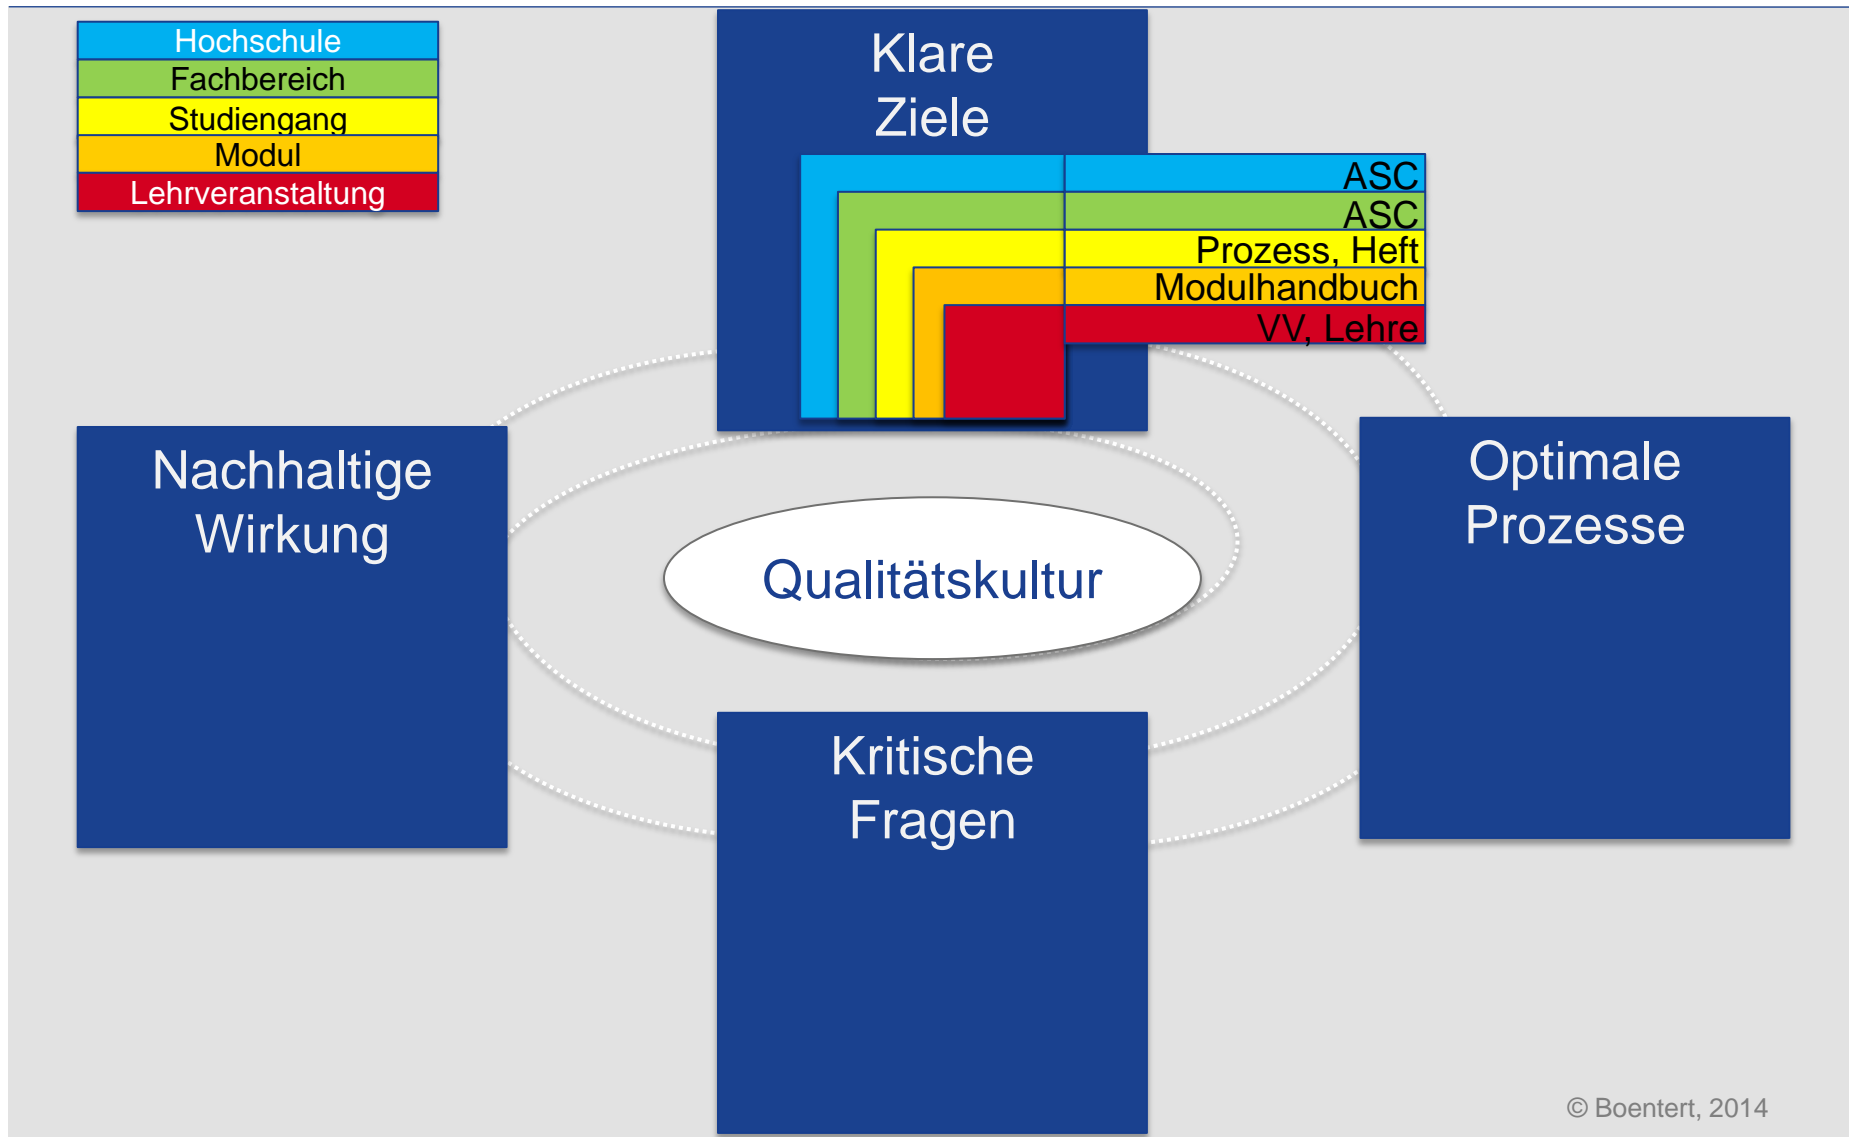 Hochschule
Fachbereich
Studiengang
Modul
Lehrveranstaltung
Klare
Ziele
ASC
ASC
Prozess, Heft
Modulhandbuch
VV, Lehre
Nachhaltige
Wirkung
Optimale
Prozesse
Qualitätskultur
Kritische
Fragen
© Boentert, 2014